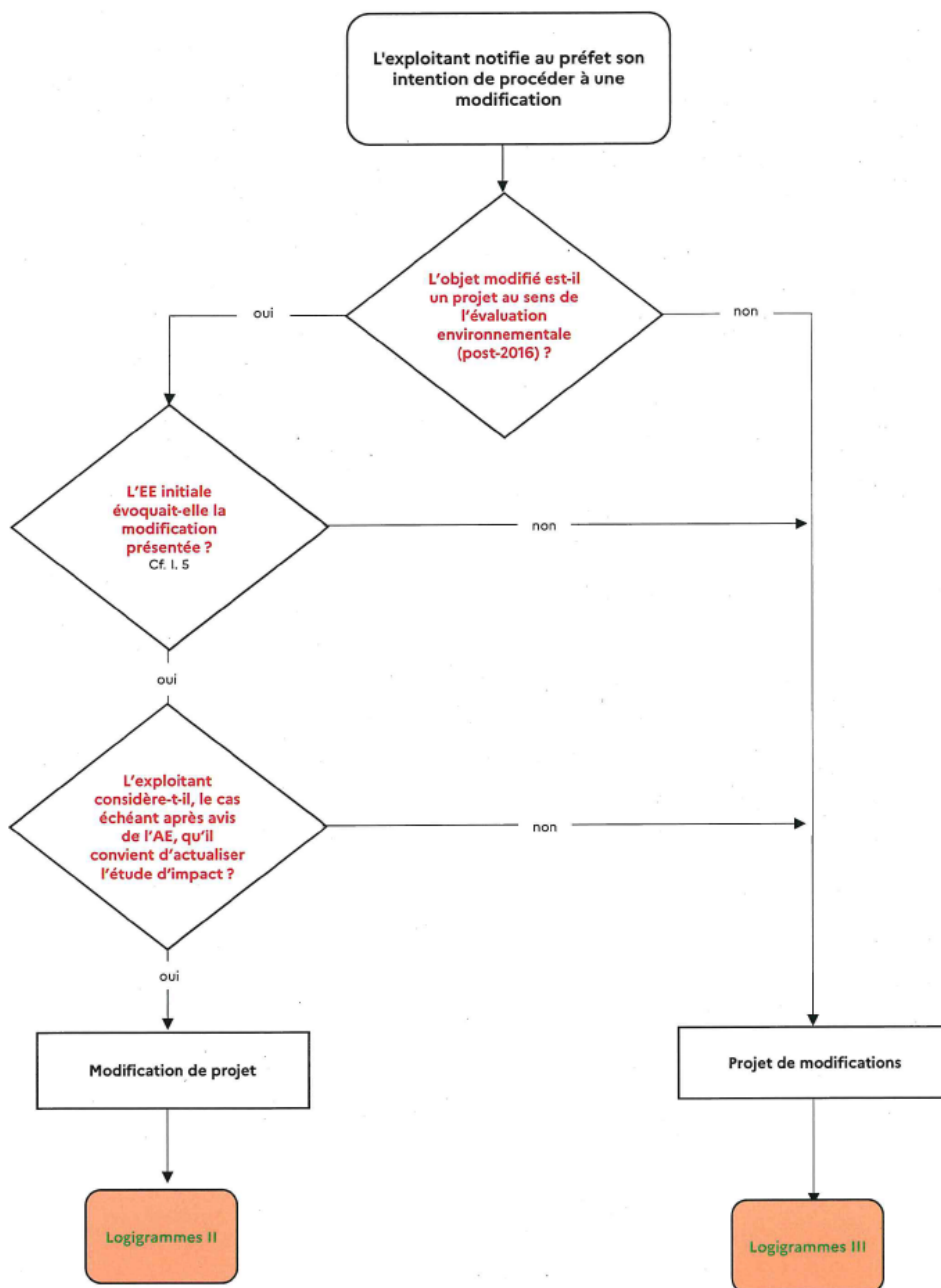 L'exploitant notifie au préfet son
intention de procéder à une
modification
L'objet modifié est-il
un projet au sens de
l'évaluation
environnementale
(post-2016) ?
oui
non
L'EE initiale
évoquait-elle la
modification
présentée ?
Cf. I. 5
non
oui
L'exploitant
considère-t-il, le cas
échéant après avis
de l'AE, qu'il
convient d'actualiser
l'étude d'impact ?
non
oui
Modification de projet
Projet de modifications
Logigrammes II
Logigrammes III